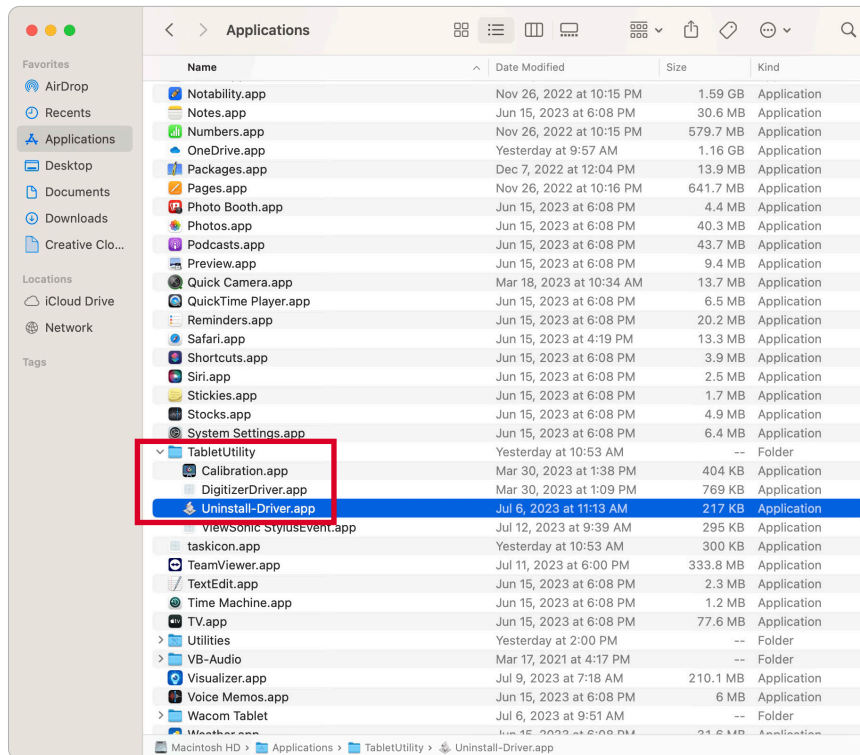 Applications
Favorites
AirDrop
Recents
Applications
Desktop
Documents
Downloads
Creative Clo...
Locations
iCloud Drive
Network
Tags
Name Date Modified Size Kind
Notability.app Nov 26, 2022 at 10:15 PM 1.59 GB Application
Notes.app Jun 15, 2023 at 6:08 PM 30.6 MB Application
Numbers.app Nov 26, 2022 at 10:15 PM 579.7 MB Application
OneDrive.app Yesterday at 9:57 AM 1.16 GB Application
Packages.app Dec 7, 2022 at 12:04 PM 13.9 MB Application
Pages.app Nov 26, 2022 at 10:16 PM 641.7 MB Application
Photo Booth.app Jun 15, 2023 at 6:08 PM 4.4 MB Application
Photos.app Jun 15, 2023 at 6:08 PM 40.3 MB Application
Podcasts.app Jun 15, 2023 at 6:08 PM 43.7 MB Application
Preview.app Jun 15, 2023 at 6:08 PM 9.4 MB Application
Quick Camera.app Mar 18, 2023 at 10:34 AM 13.7 MB Application
QuickTime Player.app Jun 15, 2023 at 6:08 PM 6.5 MB Application
Reminders.app Jun 15, 2023 at 6:08 PM 20.2 MB Application
Safari.app Jun 15, 2023 at 4:19 PM 13.3 MB Application
Shortcuts.app Jun 15, 2023 at 6:08 PM 3.9 MB Application
Siri.app Jun 15, 2023 at 6:08 PM 2.5 MB Application
Stickies.app Jun 15, 2023 at 6:08 PM 1.7 MB Application
Stocks.app Jun 15, 2023 at 6:08 PM 4.9 MB Application
System Settings.app Jun 15, 2023 at 6:08 PM 6.4 MB Application
TabletUtility Yesterday at 10:53 AM -- Folder
Calibration.app Mar 30, 2023 at 1:38 PM 404 KB Application
DigitizerDriver.app Mar 30, 2023 at 1:09 PM 769 KB Application
Uninstall-Driver.app Jul 6, 2023 at 11:13 AM 217 KB Application
ViewSonic StylusEvent.app Jul 12, 2023 at 9:39 AM 295 KB Application
taskicon.app Yesterday at 10:53 AM 300 KB Application
TeamViewer.app Jul 11, 2023 at 6:00 PM 333.8 MB Application
TextEdit.app Jun 15, 2023 at 6:08 PM 2.3 MB Application
Time Machine.app Jun 15, 2023 at 6:08 PM 1.2 MB Application
TV.app Jun 15, 2023 at 6:08 PM 77.6 MB Application
Utilities Yesterday at 2:00 PM -- Folder
VB-Audio Mar 17, 2021 at 4:17 PM -- Folder
Visualizer.app Jul 9, 2023 at 7:18 AM 210.1 MB Application
Voice Memos.app Jun 15, 2023 at 6:08 PM 6 MB Application
Wacom Tablet Jul 6, 2023 at 9:51 AM -- Folder
Weather.app Jun 15, 2023 at 6:08 PM 31.6 MB Application
Macintosh HD › Applications › TabletUtility › Uninstall-Driver.app